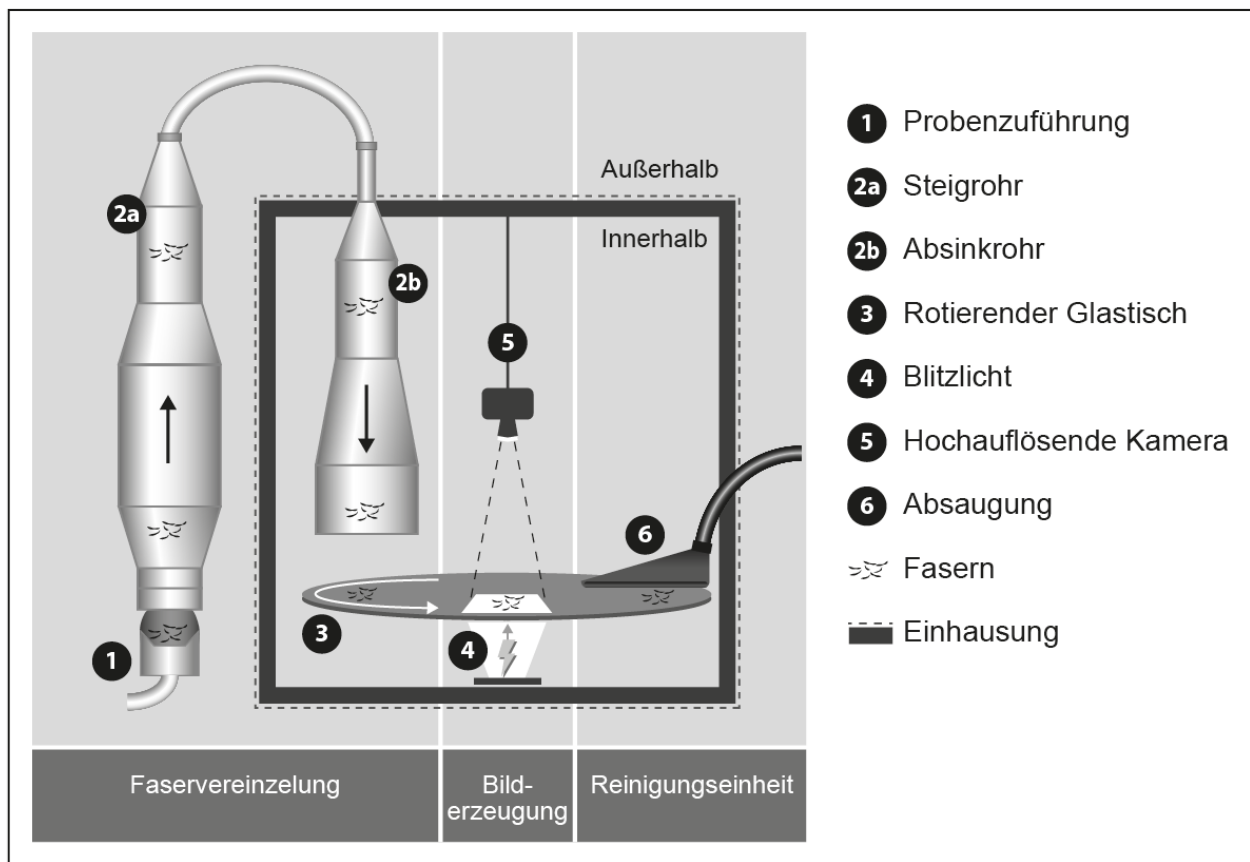 2a
2b
5
6
3
4
1
Außerhalb
Innerhalb
Faservereinzelung
Bild-
erzeugung
Reinigungseinheit
1 Probenzuführung
2a Steigrohr
2b Absinkrohr
3 Rotierender Glastisch
4 Blitzlicht
5 Hochauflösende Kamera
6 Absaugung
Fasern
Einhausung